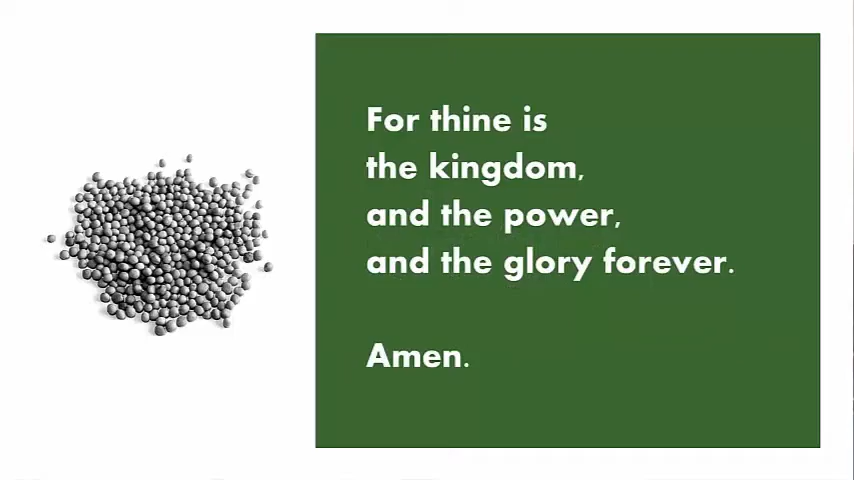 For thine is
the kingdom,
and the power,
and the glory forever.
Amen.